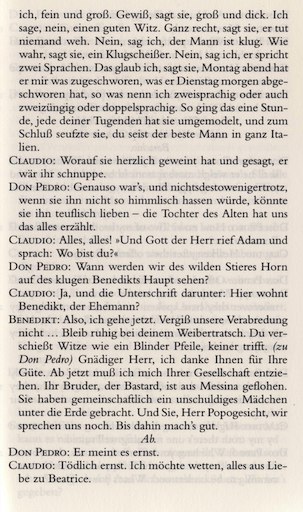 ich, fein und groß. Gewiß, sagt sie, groß und dick. Ich
sage, nein, einen guten Witz. Ganz recht, sagt sie, er tut
niemand weh. Nein, sag ich, der Mann ist klug. Wie
wahr, sagt sie, ein Klugscheißer. Nein, sag ich, er spricht
zwei Sprachen. Das glaub ich, sagt sie, Montag abend hat
er mir was zugeschworen, was er Dienstag morgen abge-
schworen hat, so was nenn ich zweisprachig oder auch
zweizüngig oder doppelsprachig. So ging das eine Stun-
de, jede deiner Tugenden hat sie umgemodelt, und zum
Schluß seufzte sie, du seist der beste Mann in ganz Ita-
lien.
CLAUDIO: Worauf sie herzlich geweint hat und gesagt, er
wär ihr schnuppe.
DON PEDRO: Genauso war's, und nichtsdestowenigertrotz,
wenn sie ihn nicht so himmlisch hassen würde, könnte
sie ihn teuflisch lieben – die Tochter des Alten hat uns
das alles erzählt.
CLAUDIO: Alles, alles! »Und Gott der Herr rief Adam und
sprach: Wo bist du?«
DON PEDRO: Wann werden wir des wilden Stieres Horn
auf des klugen Benedikts Haupt sehen?
CLAUDIO: Ja, und die Unterschrift darunter: Hier wohnt
Benedikt, der Ehemann?
BENEDIKT: Also, ich gehe jetzt. Vergiß unsere Verabredung
nicht ... Bleib ruhig bei deinem Weibertratsch. Du ver-
schießt Witze wie ein Blinder Pfeile, keiner trifft. (zu
Don Pedro) Gnädiger Herr, ich danke Ihnen für Ihre
Güte. Ab jetzt muß ich mich Ihrer Gesellschaft entzie-
hen. Ihr Bruder, der Bastard, ist aus Messina geflohen.
Sie haben gemeinschaftlich ein unschuldiges Mädchen
unter die Erde gebracht. Und Sie, Herr Popogesicht, wir
sprechen uns noch. Bis dahin mach's gut.
Ab.
DON PEDRO: Er meint es ernst.
CLAUDIO: Tödlich ernst. Ich möchte wetten, alles aus Lie-
be zu Beatrice.